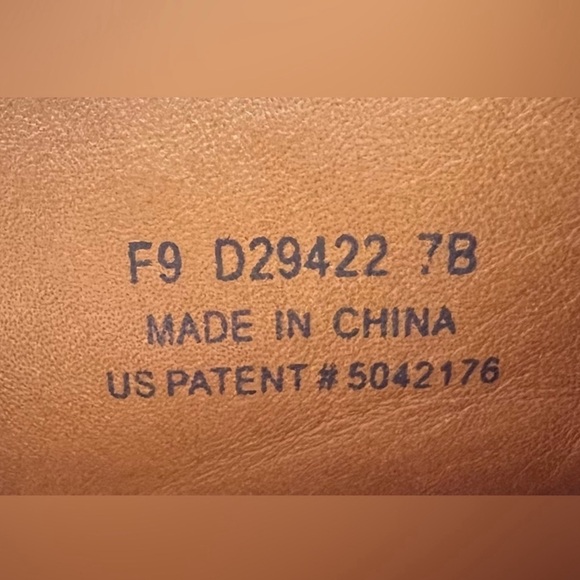 F9 D29422 7B
MADE IN CHINA
US PATENT # 5042176